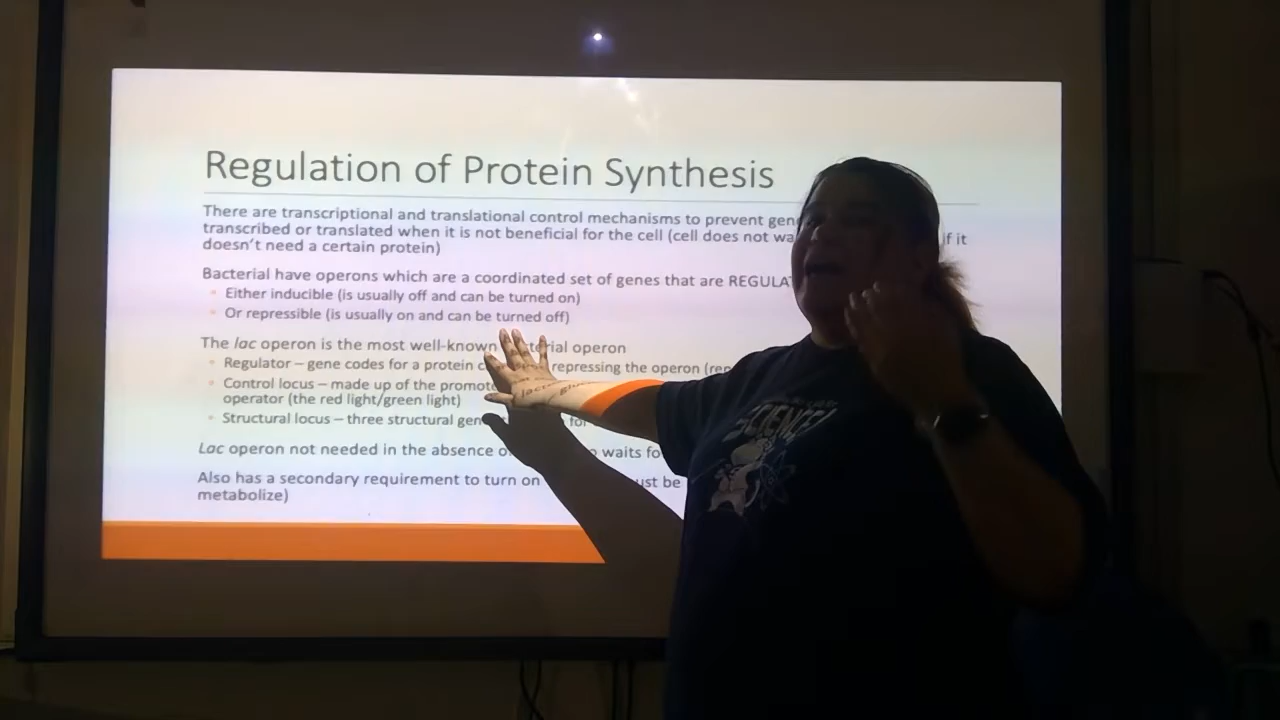 Regulation of Protein Synthesis
There are transcriptional and translational control mechanisms to prevent gen
transcribed or translated when it is not beneficial for the cell (cell does not wa if it
doesn't need a certain protein)
Bacterial have operons which are a coordinated set of genes that are REGULA
Either inducible (is usually off and can be turned on)
Or repressible (is usually on and can be turned off)
The lac operon is the most well-known operon
Regulator – gene codes for a protein repressing the operon (rep
Control locus – made up of the promote
operator (the red light/green light)
Structural locus – three structural gen for
Lac operon not needed in the absence o waits fo
Also has a secondary requirement to turn on ust be
metabolize)
SCIENCE!